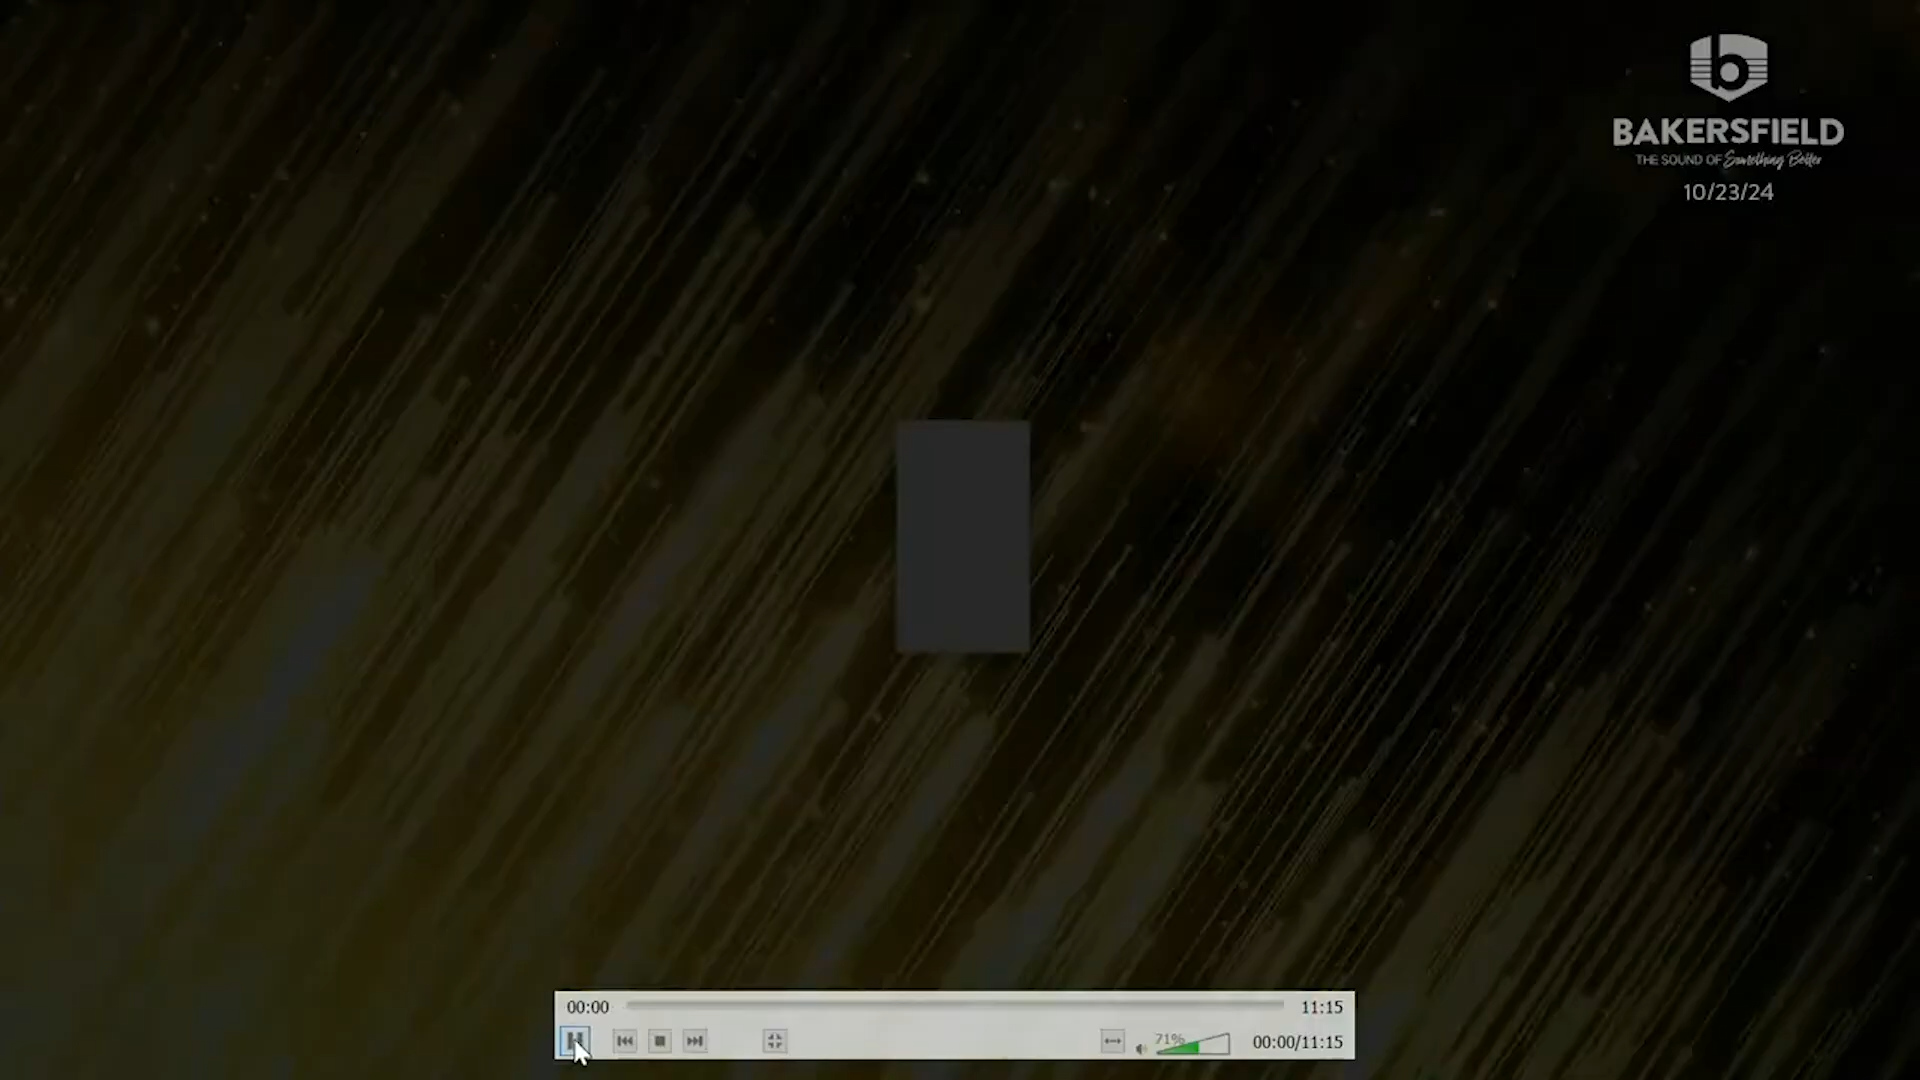 BAKERSFIELD
THE SOUND OF Something Better
10/23/24
00:00
11:15
71%
00:00/11:15